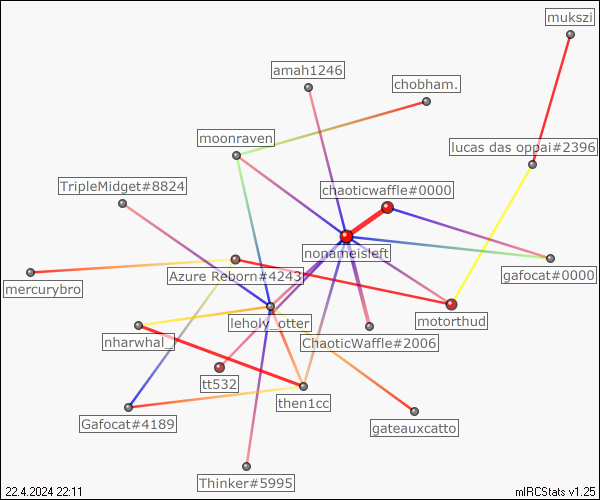 mukszi
amah1246
chobham.
moonraven
lucas das oppai#2396
TripleMidget#8824
chaoticwaffle#0000
nonameisleft
mercurybro
Azure Reborn#4243
gafocat#0000
leholy_otter
motorthud
nharwhal_
ChaoticWaffle#2006
tt532
then1cc
Gafocat#4189
gateauxcatto
Thinker#5995
22.4.2024 22:11
mIRCStats v1.25